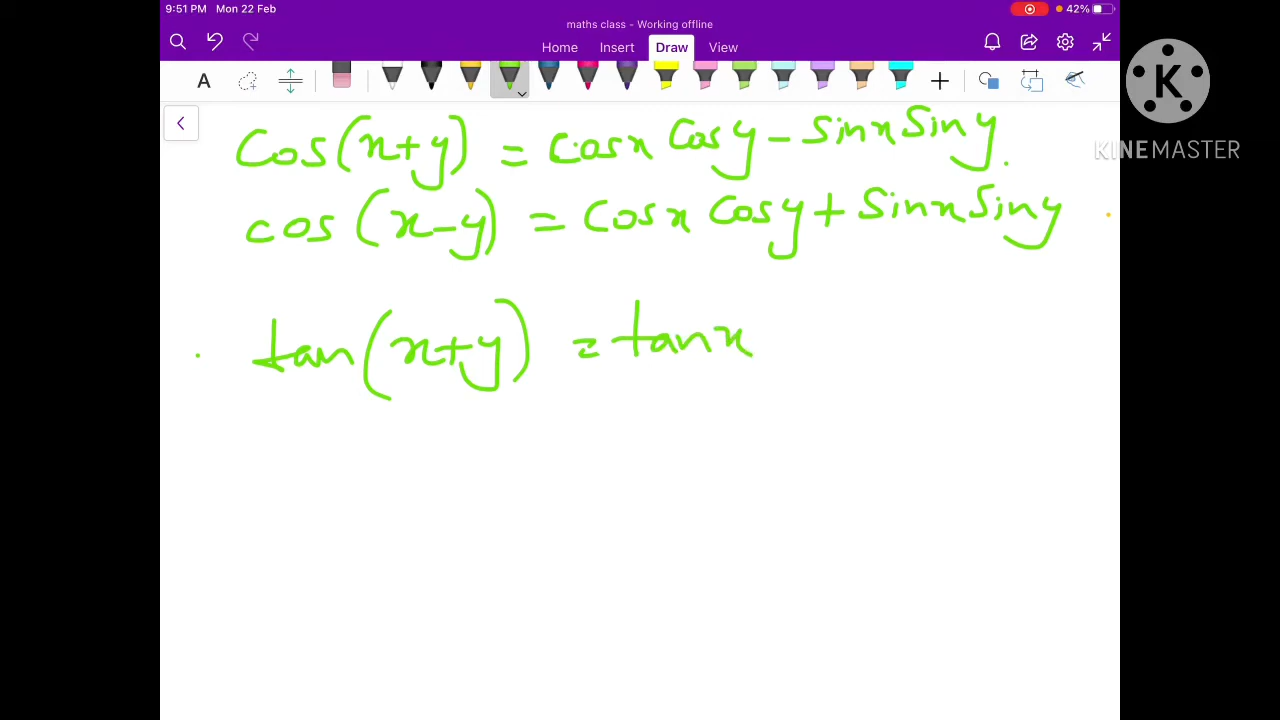 9:51 PM Mon 22 Feb
42%
maths class - Working offline
Home Insert Draw View
A
K
KINEMASTER
Cos(x+y) = cosx Cosy - Sinx Siny.
cos (x-y) = Cosx Cosy + Sinx Siny
tan(x+y) = tanx